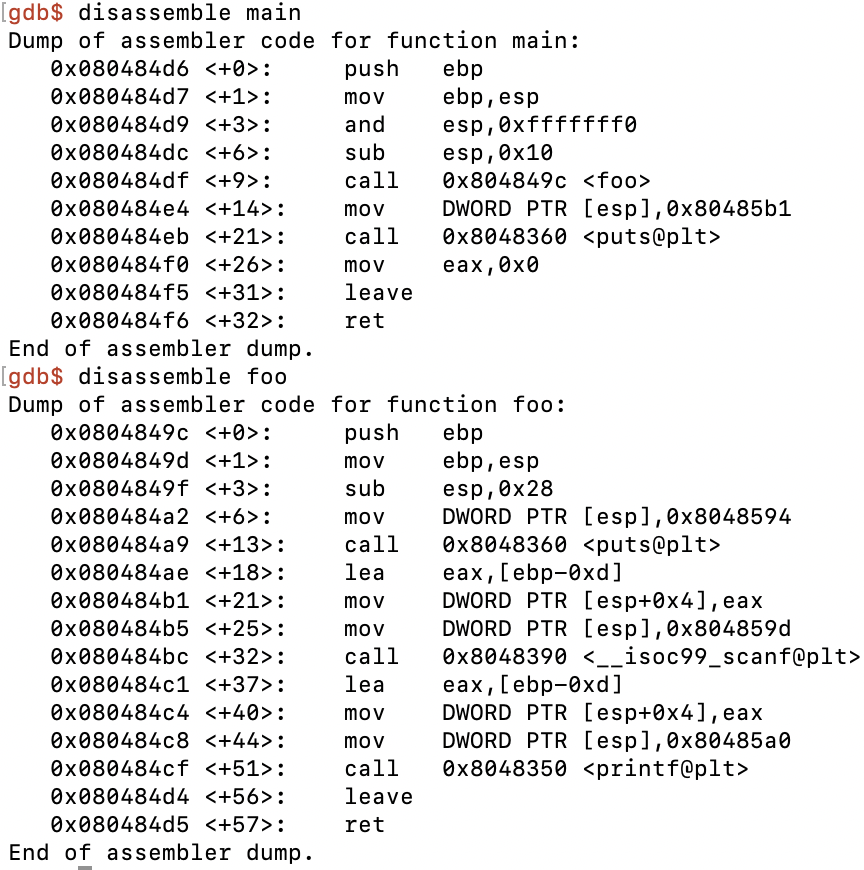 [gdb$ disassemble main
Dump of assembler code for function main:
   0x080484d6 <+0>:     push   ebp
   0x080484d7 <+1>:     mov    ebp,esp
   0x080484d9 <+3>:     and    esp,0xfffffff0
   0x080484dc <+6>:     sub    esp,0x10
   0x080484df <+9>:     call   0x804849c <foo>
   0x080484e4 <+14>:    mov    DWORD PTR [esp],0x80485b1
   0x080484eb <+21>:    call   0x8048360 <puts@plt>
   0x080484f0 <+26>:    mov    eax,0x0
   0x080484f5 <+31>:    leave
   0x080484f6 <+32>:    ret
End of assembler dump.
[gdb$ disassemble foo
Dump of assembler code for function foo:
   0x0804849c <+0>:     push   ebp
   0x0804849d <+1>:     mov    ebp,esp
   0x0804849f <+3>:     sub    esp,0x28
   0x080484a2 <+6>:     mov    DWORD PTR [esp],0x8048594
   0x080484a9 <+13>:    call   0x8048360 <puts@plt>
   0x080484ae <+18>:    lea    eax,[ebp-0xd]
   0x080484b1 <+21>:    mov    DWORD PTR [esp+0x4],eax
   0x080484b5 <+25>:    mov    DWORD PTR [esp],0x804859d
   0x080484bc <+32>:    call   0x8048390 <__isoc99_scanf@plt>
   0x080484c1 <+37>:    lea    eax,[ebp-0xd]
   0x080484c4 <+40>:    mov    DWORD PTR [esp+0x4],eax
   0x080484c8 <+44>:    mov    DWORD PTR [esp],0x80485a0
   0x080484cf <+51>:    call   0x8048350 <printf@plt>
   0x080484d4 <+56>:    leave
   0x080484d5 <+57>:    ret
End of assembler dump.